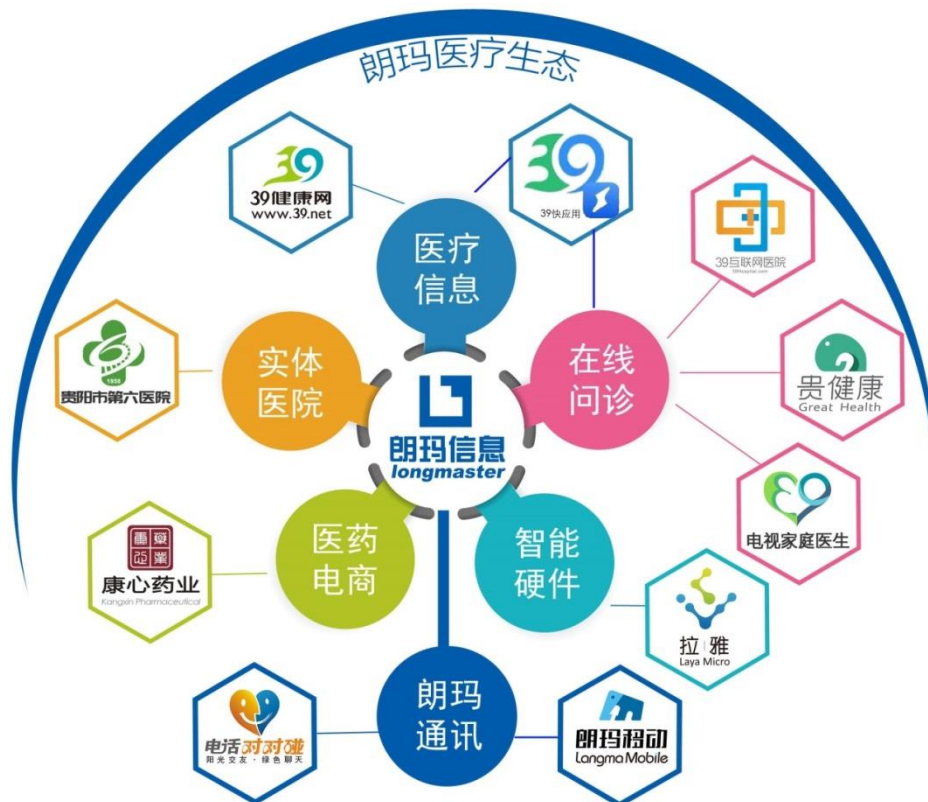 朗玛医疗生态
39健康网
www.39.net
39快应用
医疗
信息
39互联网医院
39hospital.com
1958
贵阳市第六医院
实体
医院
在线
问诊
贵健康
Great Health
朗玛信息
longmaster
电视家庭医生
康心药业
Kangxin Pharmaceutical
医药
电商
智能
硬件
拉雅
Laya Micro
朗玛
通讯
电话对对碰
阳光交友·绿色聊天
朗玛移动
LangmaMobile